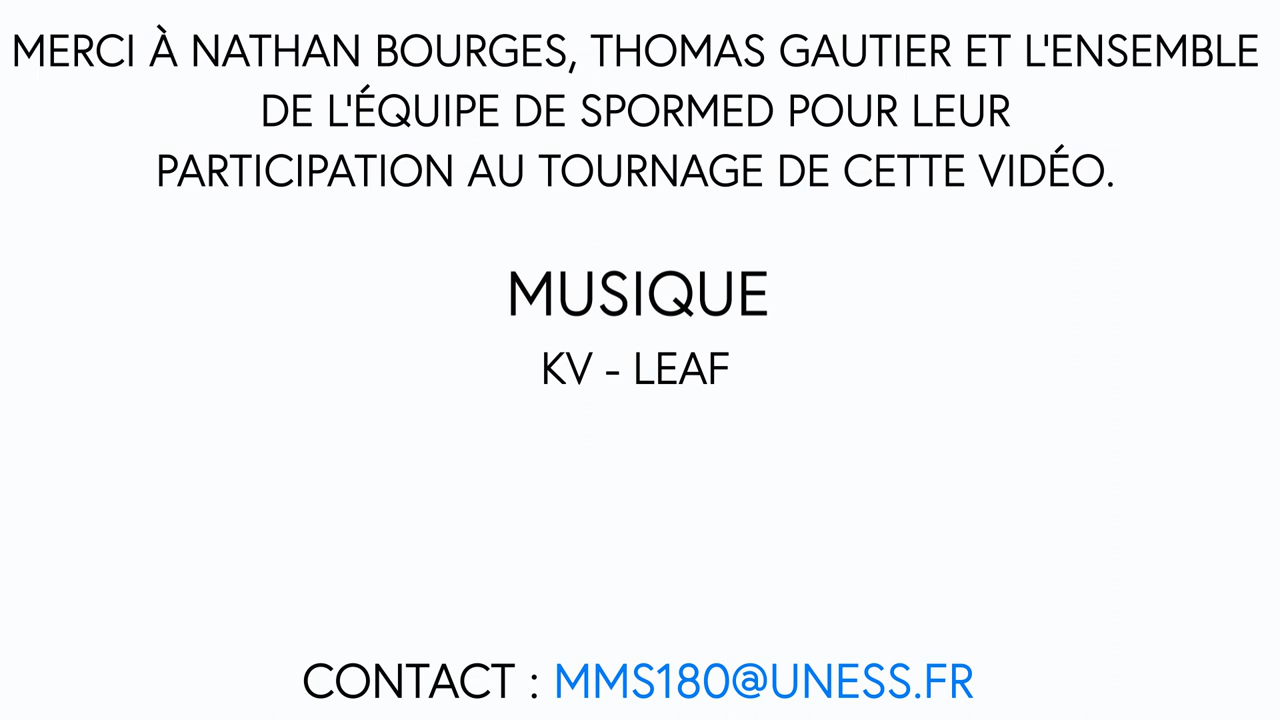 MERCI À NATHAN BOURGES, THOMAS GAUTIER ET L'ENSEMBLE
DE L'ÉQUIPE DE SPORMED POUR LEUR
PARTICIPATION AU TOURNAGE DE CETTE VIDÉO.
MUSIQUE
KV - LEAF
CONTACT : MMS180@UNESS.FR